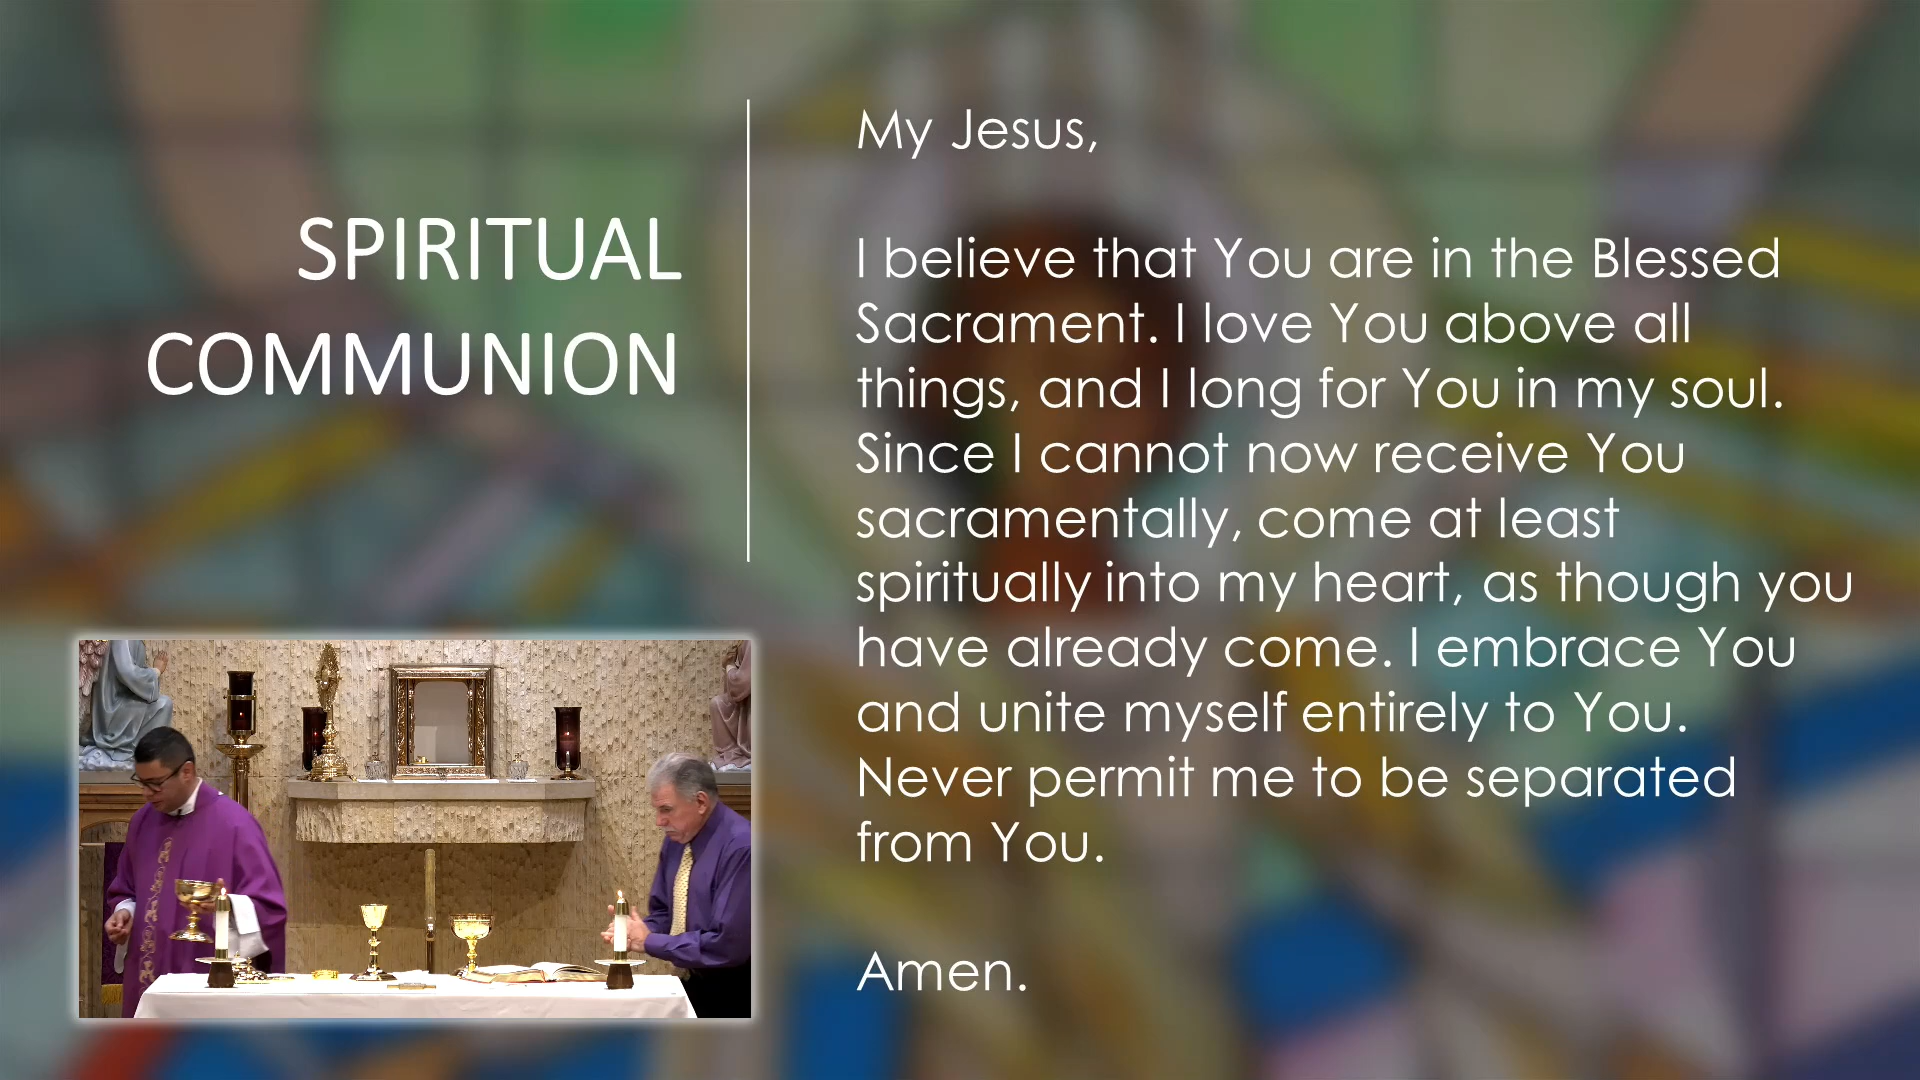 SPIRITUAL
COMMUNION
My Jesus,
I believe that You are in the Blessed
Sacrament. I love You above all
things, and I long for You in my soul.
Since I cannot now receive You
sacramentally, come at least
spiritually into my heart, as though you
have already come. I embrace You
and unite myself entirely to You.
Never permit me to be separated
from You.
Amen.